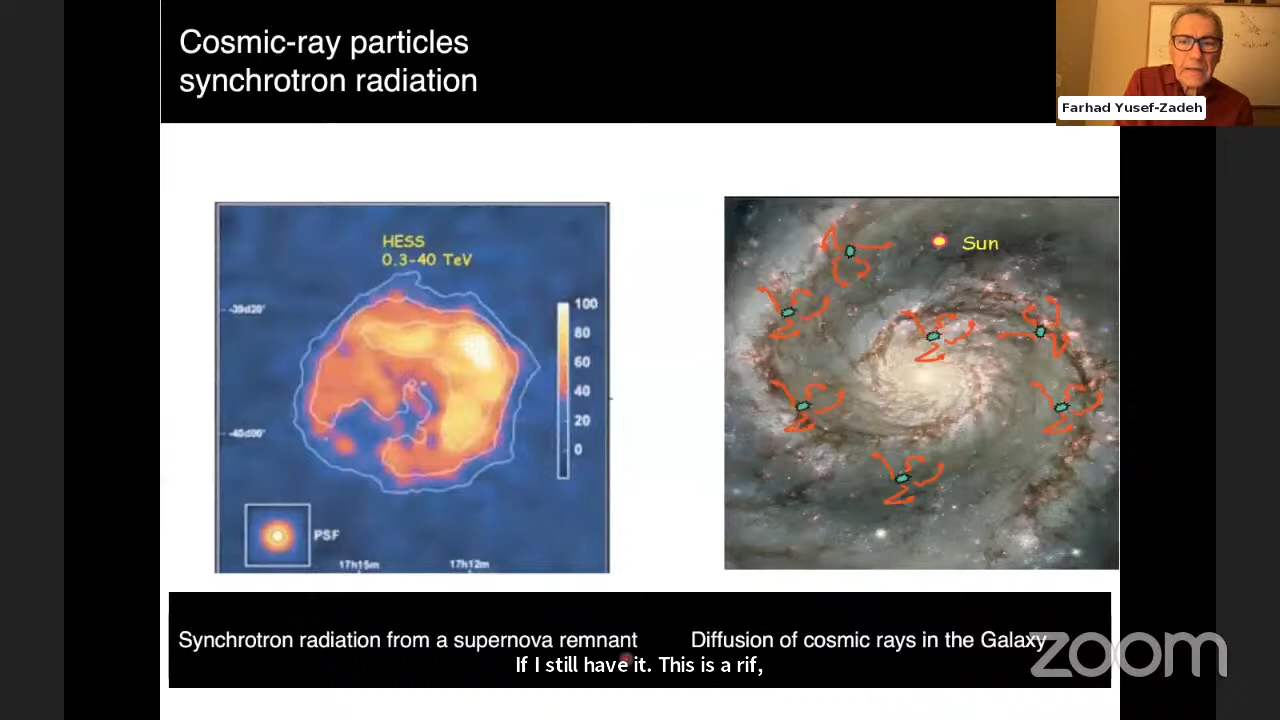 Cosmic-ray particles
synchrotron radiation
Farhad Yusef-Zadeh
HESS
0.3-40 TeV
-39d20'
-40d00'
100
80
60
40
20
0
PSF
17h15m
17h12m
Sun
Synchrotron radiation from a supernova remnant
Diffusion of cosmic rays in the Galaxy
If I still have it. This is a rif,
zoom